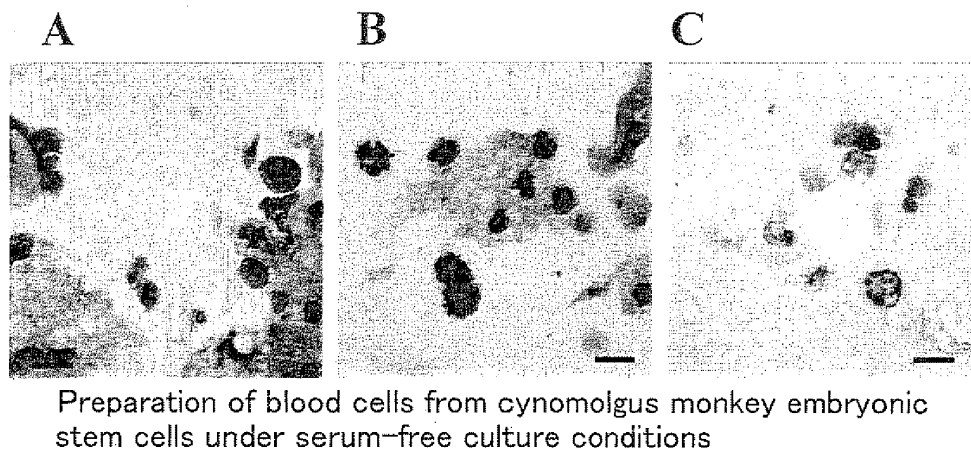 A B C
Preparation of blood cells from cynomolgus monkey embryonic
stem cells under serum-free culture conditions